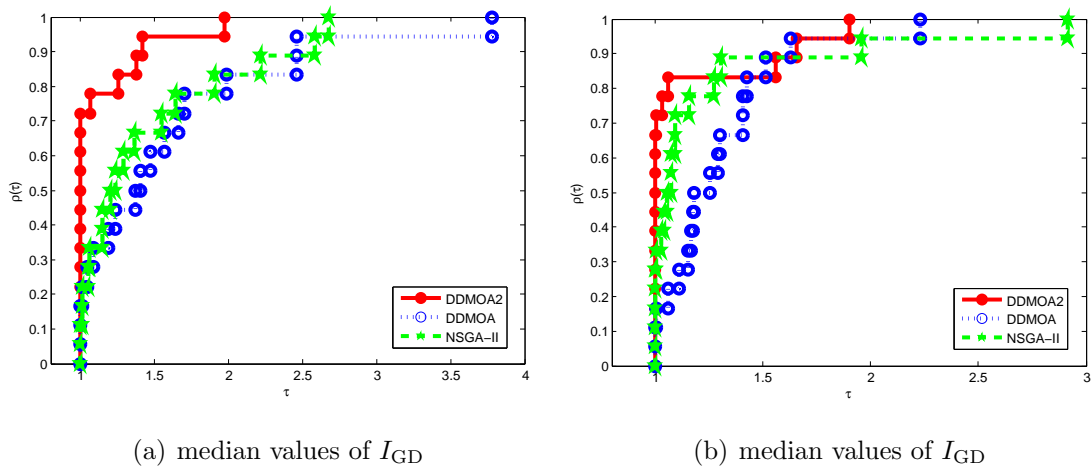 1
0.9
0.8
0.7
0.6
0.5
0.4
0.3
0.2
0.1
0
ρ(τ)
1 1.5 2 2.5 3 3.5 4
τ
DDMOA2
DDMOA
NSGA−II
(a) median values of I_GD
1
0.9
0.8
0.7
0.6
0.5
0.4
0.3
0.2
0.1
0
ρ(τ)
1 1.5 2 2.5 3
τ
DDMOA2
DDMOA
NSGA−II
(b) median values of I_GD